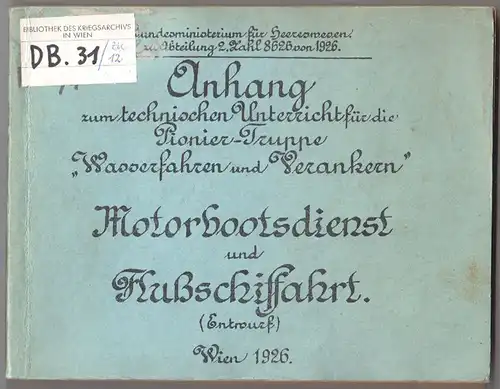 BIBLIOTHEK DES KRIEGSARCHIVS
IN WIEN
DB. 31/
12
Bundesministerium für Heereswesen.
zu Abteilung 2, Zahl 8626 von 1926.
Anhang
zum technischen Unterricht für die
Pionier-Truppe
„Wasserfahren und Verankern"
Motorbootsdienst
und
Flußschiffahrt.
(Entwurf)
Wien 1926.